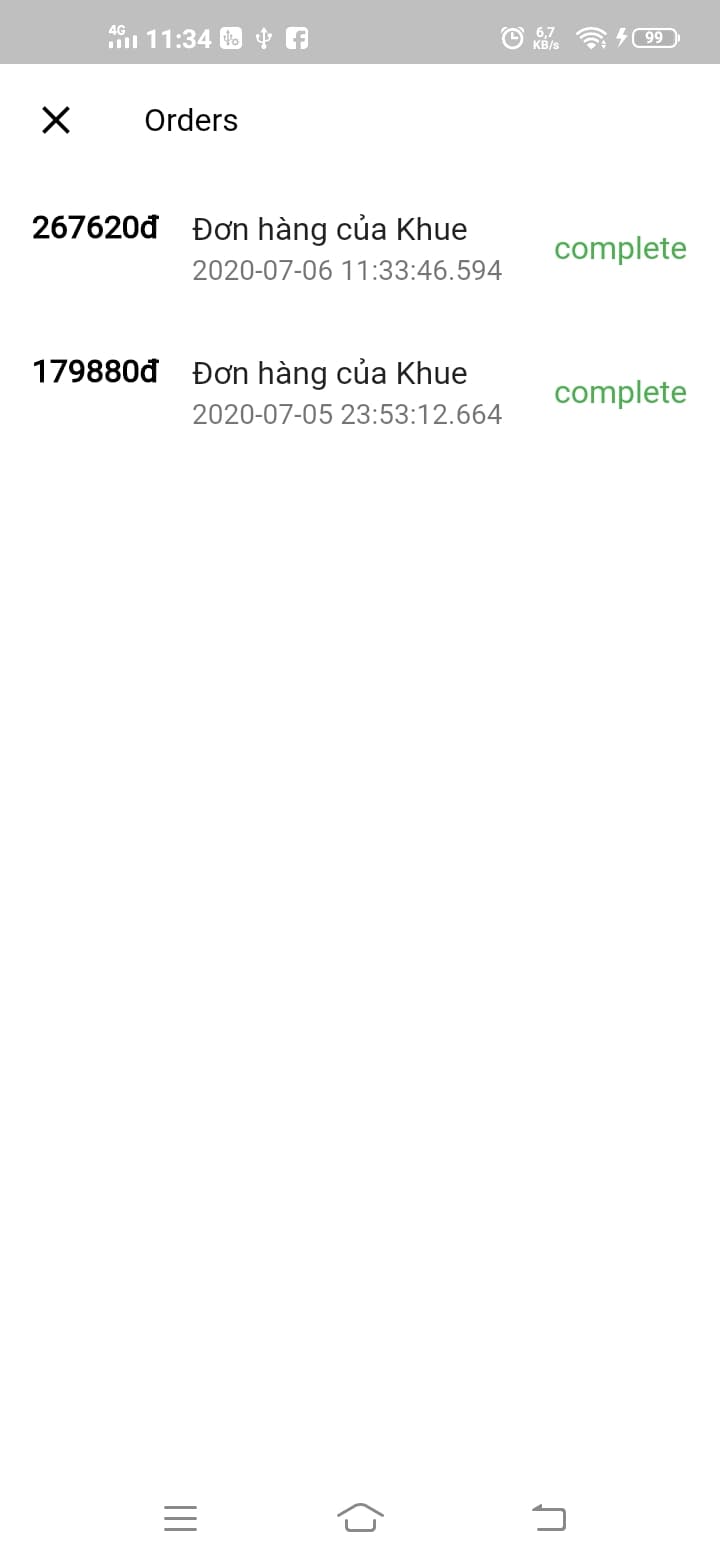 4G 11:34 6,7 KB/s 99
Orders
267620đ Đơn hàng của Khue
2020-07-06 11:33:46.594
complete
179880đ Đơn hàng của Khue
2020-07-05 23:53:12.664
complete